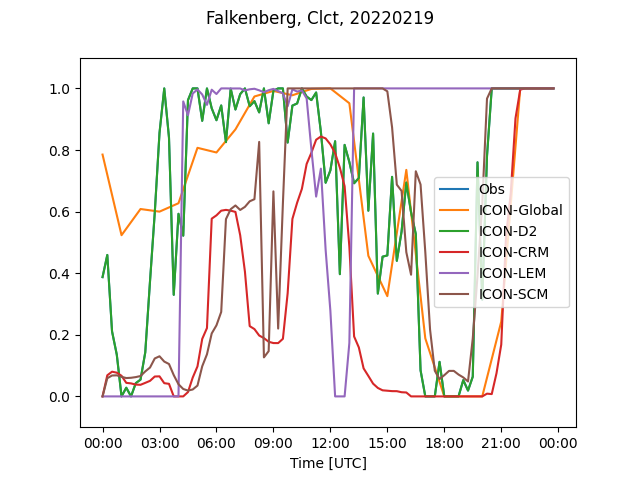 Falkenberg, Clct, 20220219
1.0
0.8
0.6
0.4
0.2
0.0
Obs
ICON-Global
ICON-D2
ICON-CRM
ICON-LEM
ICON-SCM
00:00 03:00 06:00 09:00 12:00 15:00 18:00 21:00 00:00
Time [UTC]